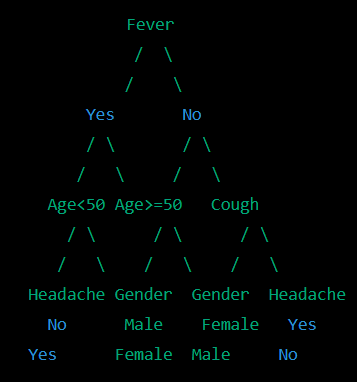 Fever
/ \
/ \
Yes No
/ \ / \
/ \ / \
Age<50 Age>=50 Cough
/ \ / \ / \
/ \ / \ / \
Headache Gender Gender Headache
No Male Female Yes
Yes Female Male No